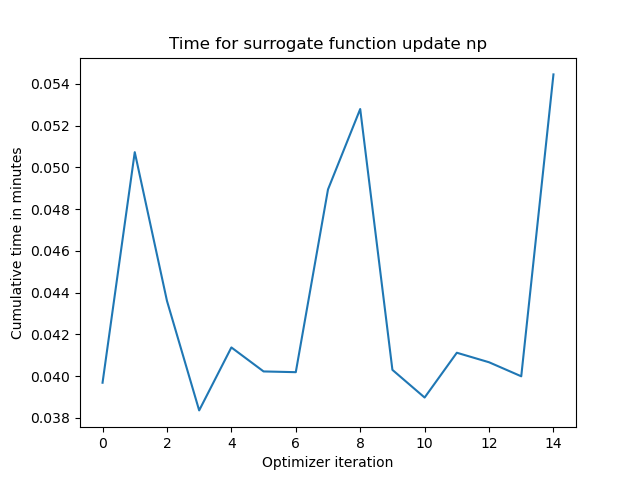 Time for surrogate function update np
0.054
0.052
0.050
0.048
0.046
0.044
0.042
0.040
0.038
Cumulative time in minutes
0 2 4 6 8 10 12 14
Optimizer iteration